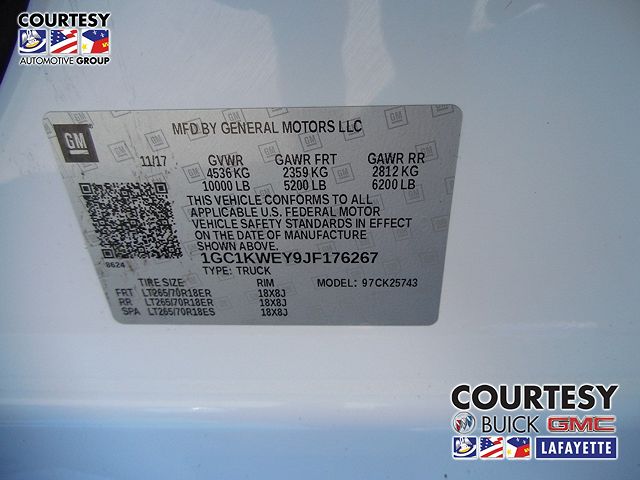 COURTESY
AUTOMOTIVE GROUP
GM
MFD BY GENERAL MOTORS LLC
11/17 GVWR GAWR FRT GAWR RR
4536 KG 2359 KG 2812 KG
10000 LB 5200 LB 6200 LB
THIS VEHICLE CONFORMS TO ALL
APPLICABLE U.S. FEDERAL MOTOR
VEHICLE SAFETY STANDARDS IN EFFECT
ON THE DATE OF MANUFACTURE
SHOWN ABOVE.
8624
1GC1KWEY9JF176267
TYPE: TRUCK
TIRE SIZE RIM MODEL: 97CK25743
FRT LT265/70R18ER 18X8J
RR LT265/70R18ER 18X8J
SPA LT265/70R18ES 18X8J
COURTESY
BUICK GMC
LAFAYETTE